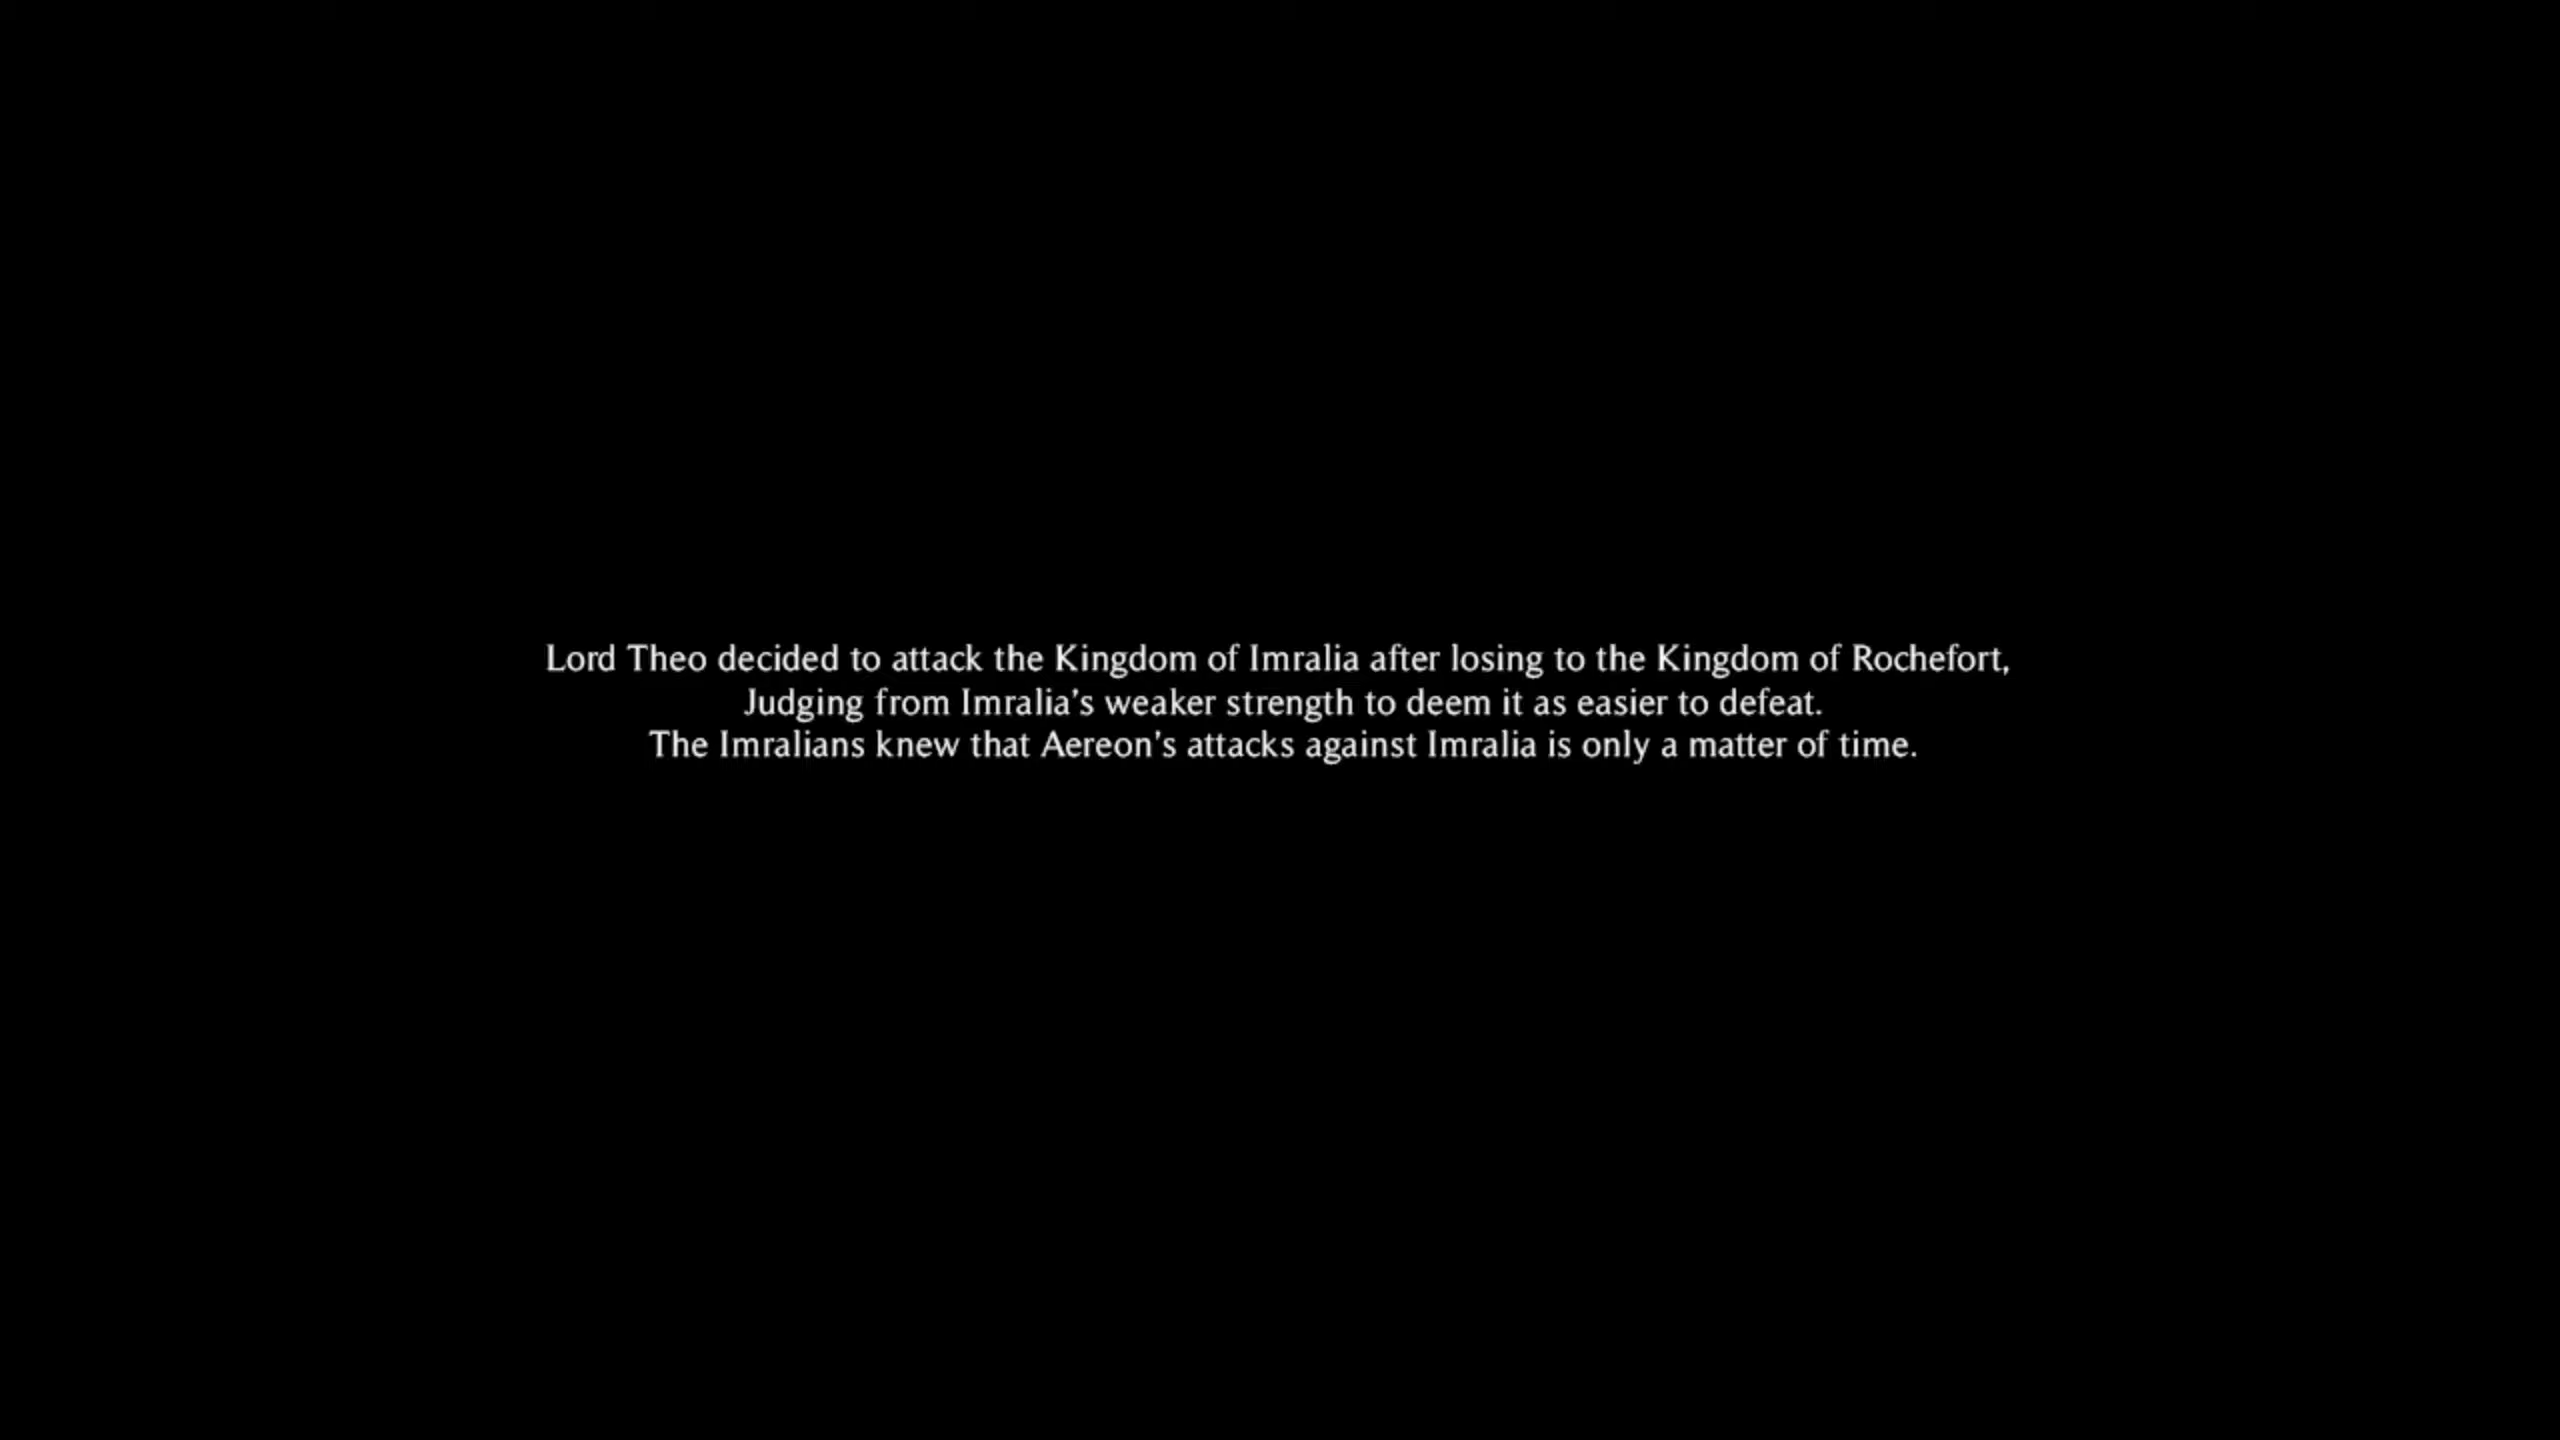 Lord Theo decided to attack the Kingdom of Imralia after losing to the Kingdom of Rochefort,
Judging from Imralia's weaker strength to deem it as easier to defeat.
The Imralians knew that Aereon's attacks against Imralia is only a matter of time.